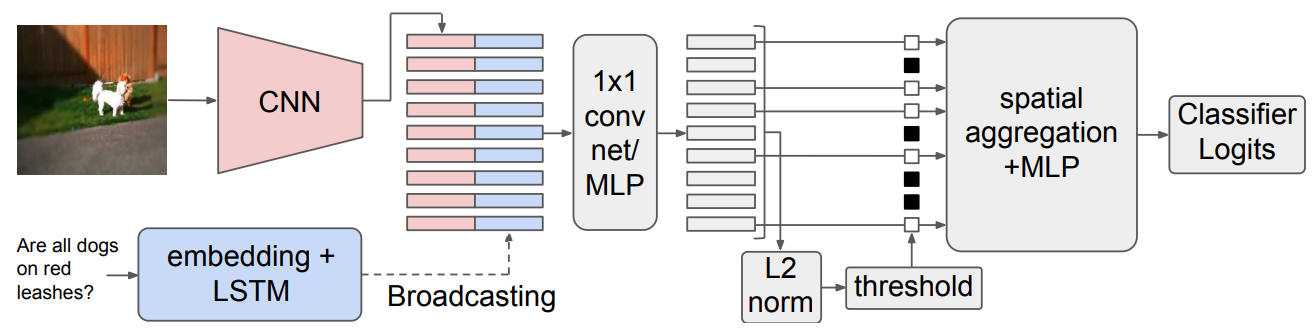 CNN
1x1
conv
net/
MLP
spatial
aggregation
+MLP
Classifier
Logits
Are all dogs
on red
leashes?
embedding +
LSTM
Broadcasting
L2
norm
threshold